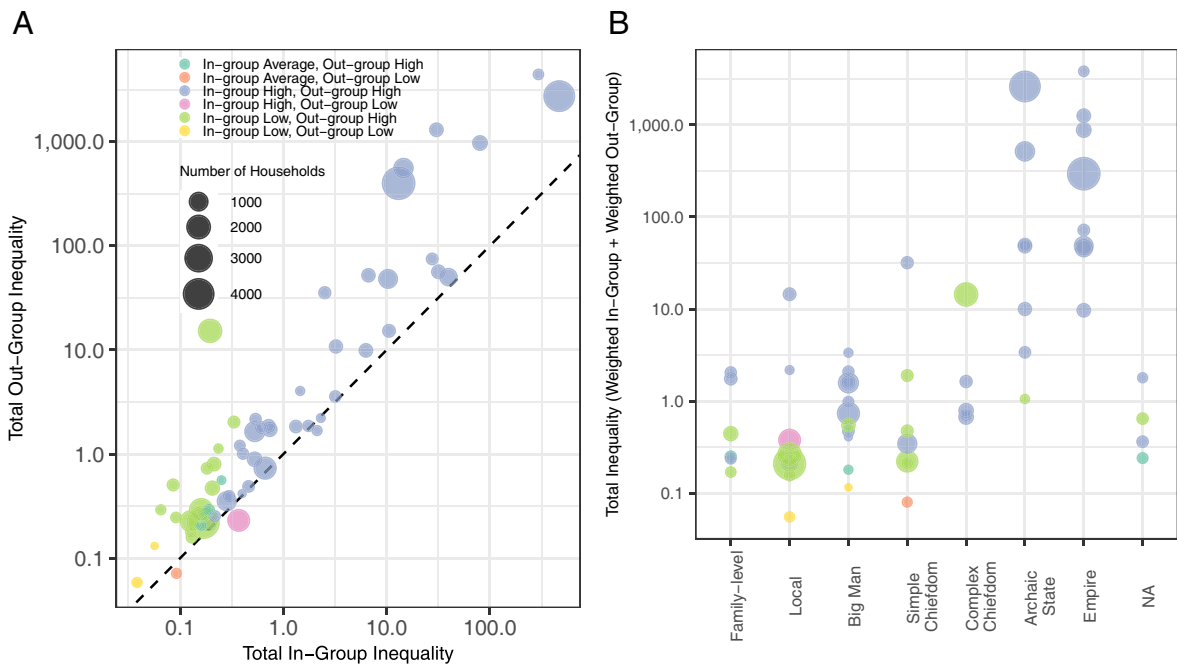 A
In−group Average, Out−group High
In−group Average, Out−group Low
In−group High, Out−group High
In−group High, Out−group Low
In−group Low, Out−group High
In−group Low, Out−group Low
Number of Households
1000
2000
3000
4000
1,000.0
100.0
10.0
1.0
0.1
Total Out−Group Inequality
0.1
1.0
10.0
100.0
Total In−Group Inequality
B
Total Inequality (Weighted In−Group + Weighted Out−Group)
1,000.0
100.0
10.0
1.0
0.1
Family−level
Local
Big Man
Simple
Chiefdom
Complex
Chiefdom
Archaic
State
Empire
NA